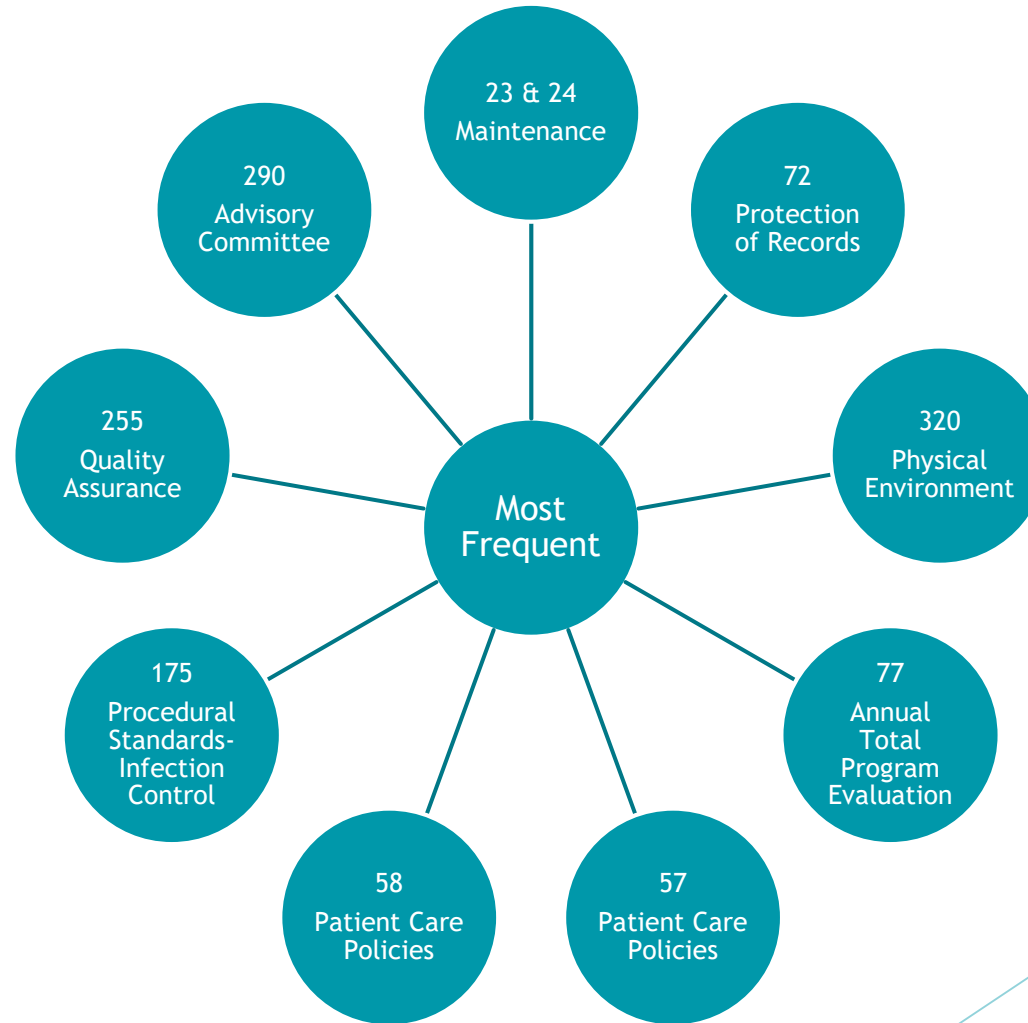 23 & 24
Maintenance
72
Protection
of Records
320
Physical
Environment
77
Annual
Total
Program
Evaluation
57
Patient Care
Policies
58
Patient Care
Policies
175
Procedural
Standards-
Infection
Control
255
Quality
Assurance
290
Advisory
Committee
Most
Frequent